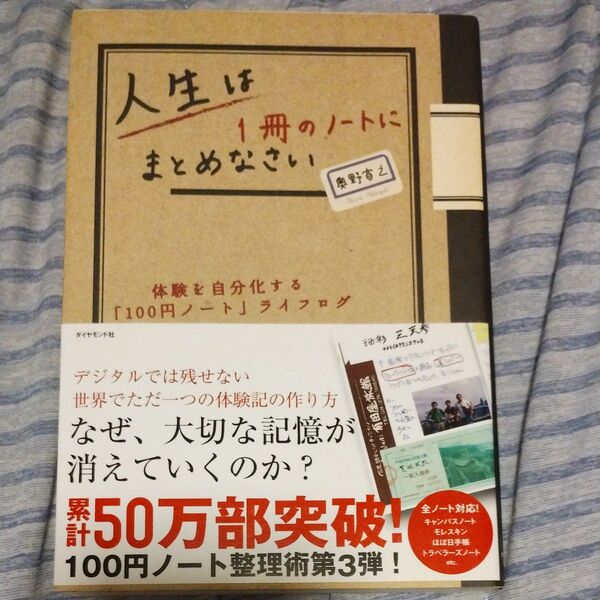 人生は
1冊のノートに
まとめなさい
奥野宣之
体験を自分化する
「100円ノート」ライフログ
ダイヤモンド社
デジタルでは残せない
世界でただ一つの体験記の作り方
なぜ、大切な記憶が
消えていくのか？
累計50万部突破!
100円ノート整理術第3弾！
全ノート対応!
キャンパスノート
モレスキン
ほぼ日手帳
トラベラーズノート
etc.